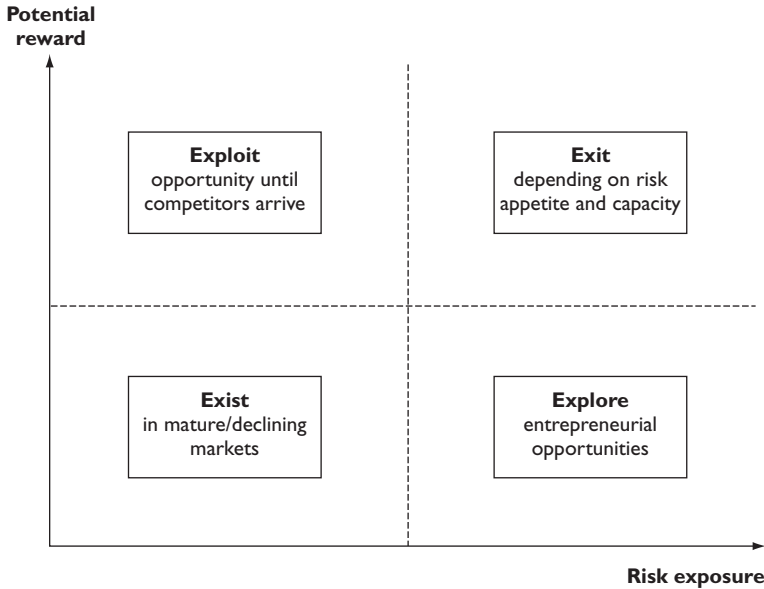 Potential
reward
Exploit
opportunity until
competitors arrive
Exit
depending on risk
appetite and capacity
Exist
in mature/declining
markets
Explore
entrepreneurial
opportunities
Risk exposure